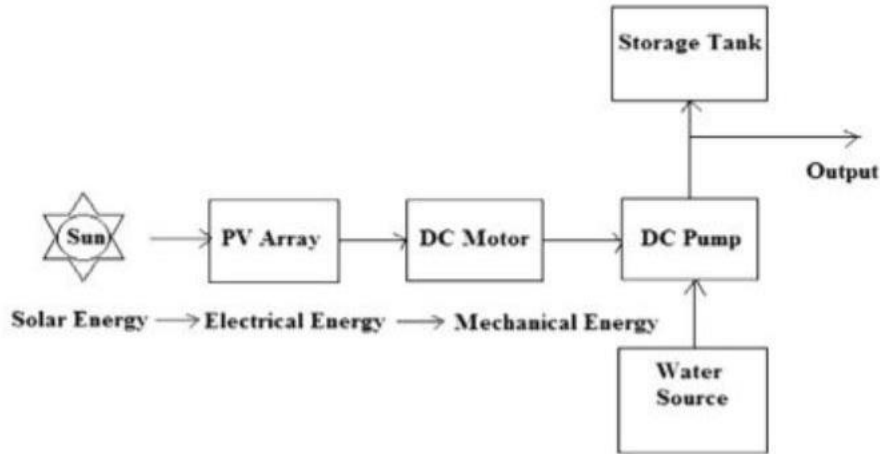 Storage Tank
Output
Sun
PV Array
DC Motor
DC Pump
Solar Energy
Electrical Energy
Mechanical Energy
Water
Source